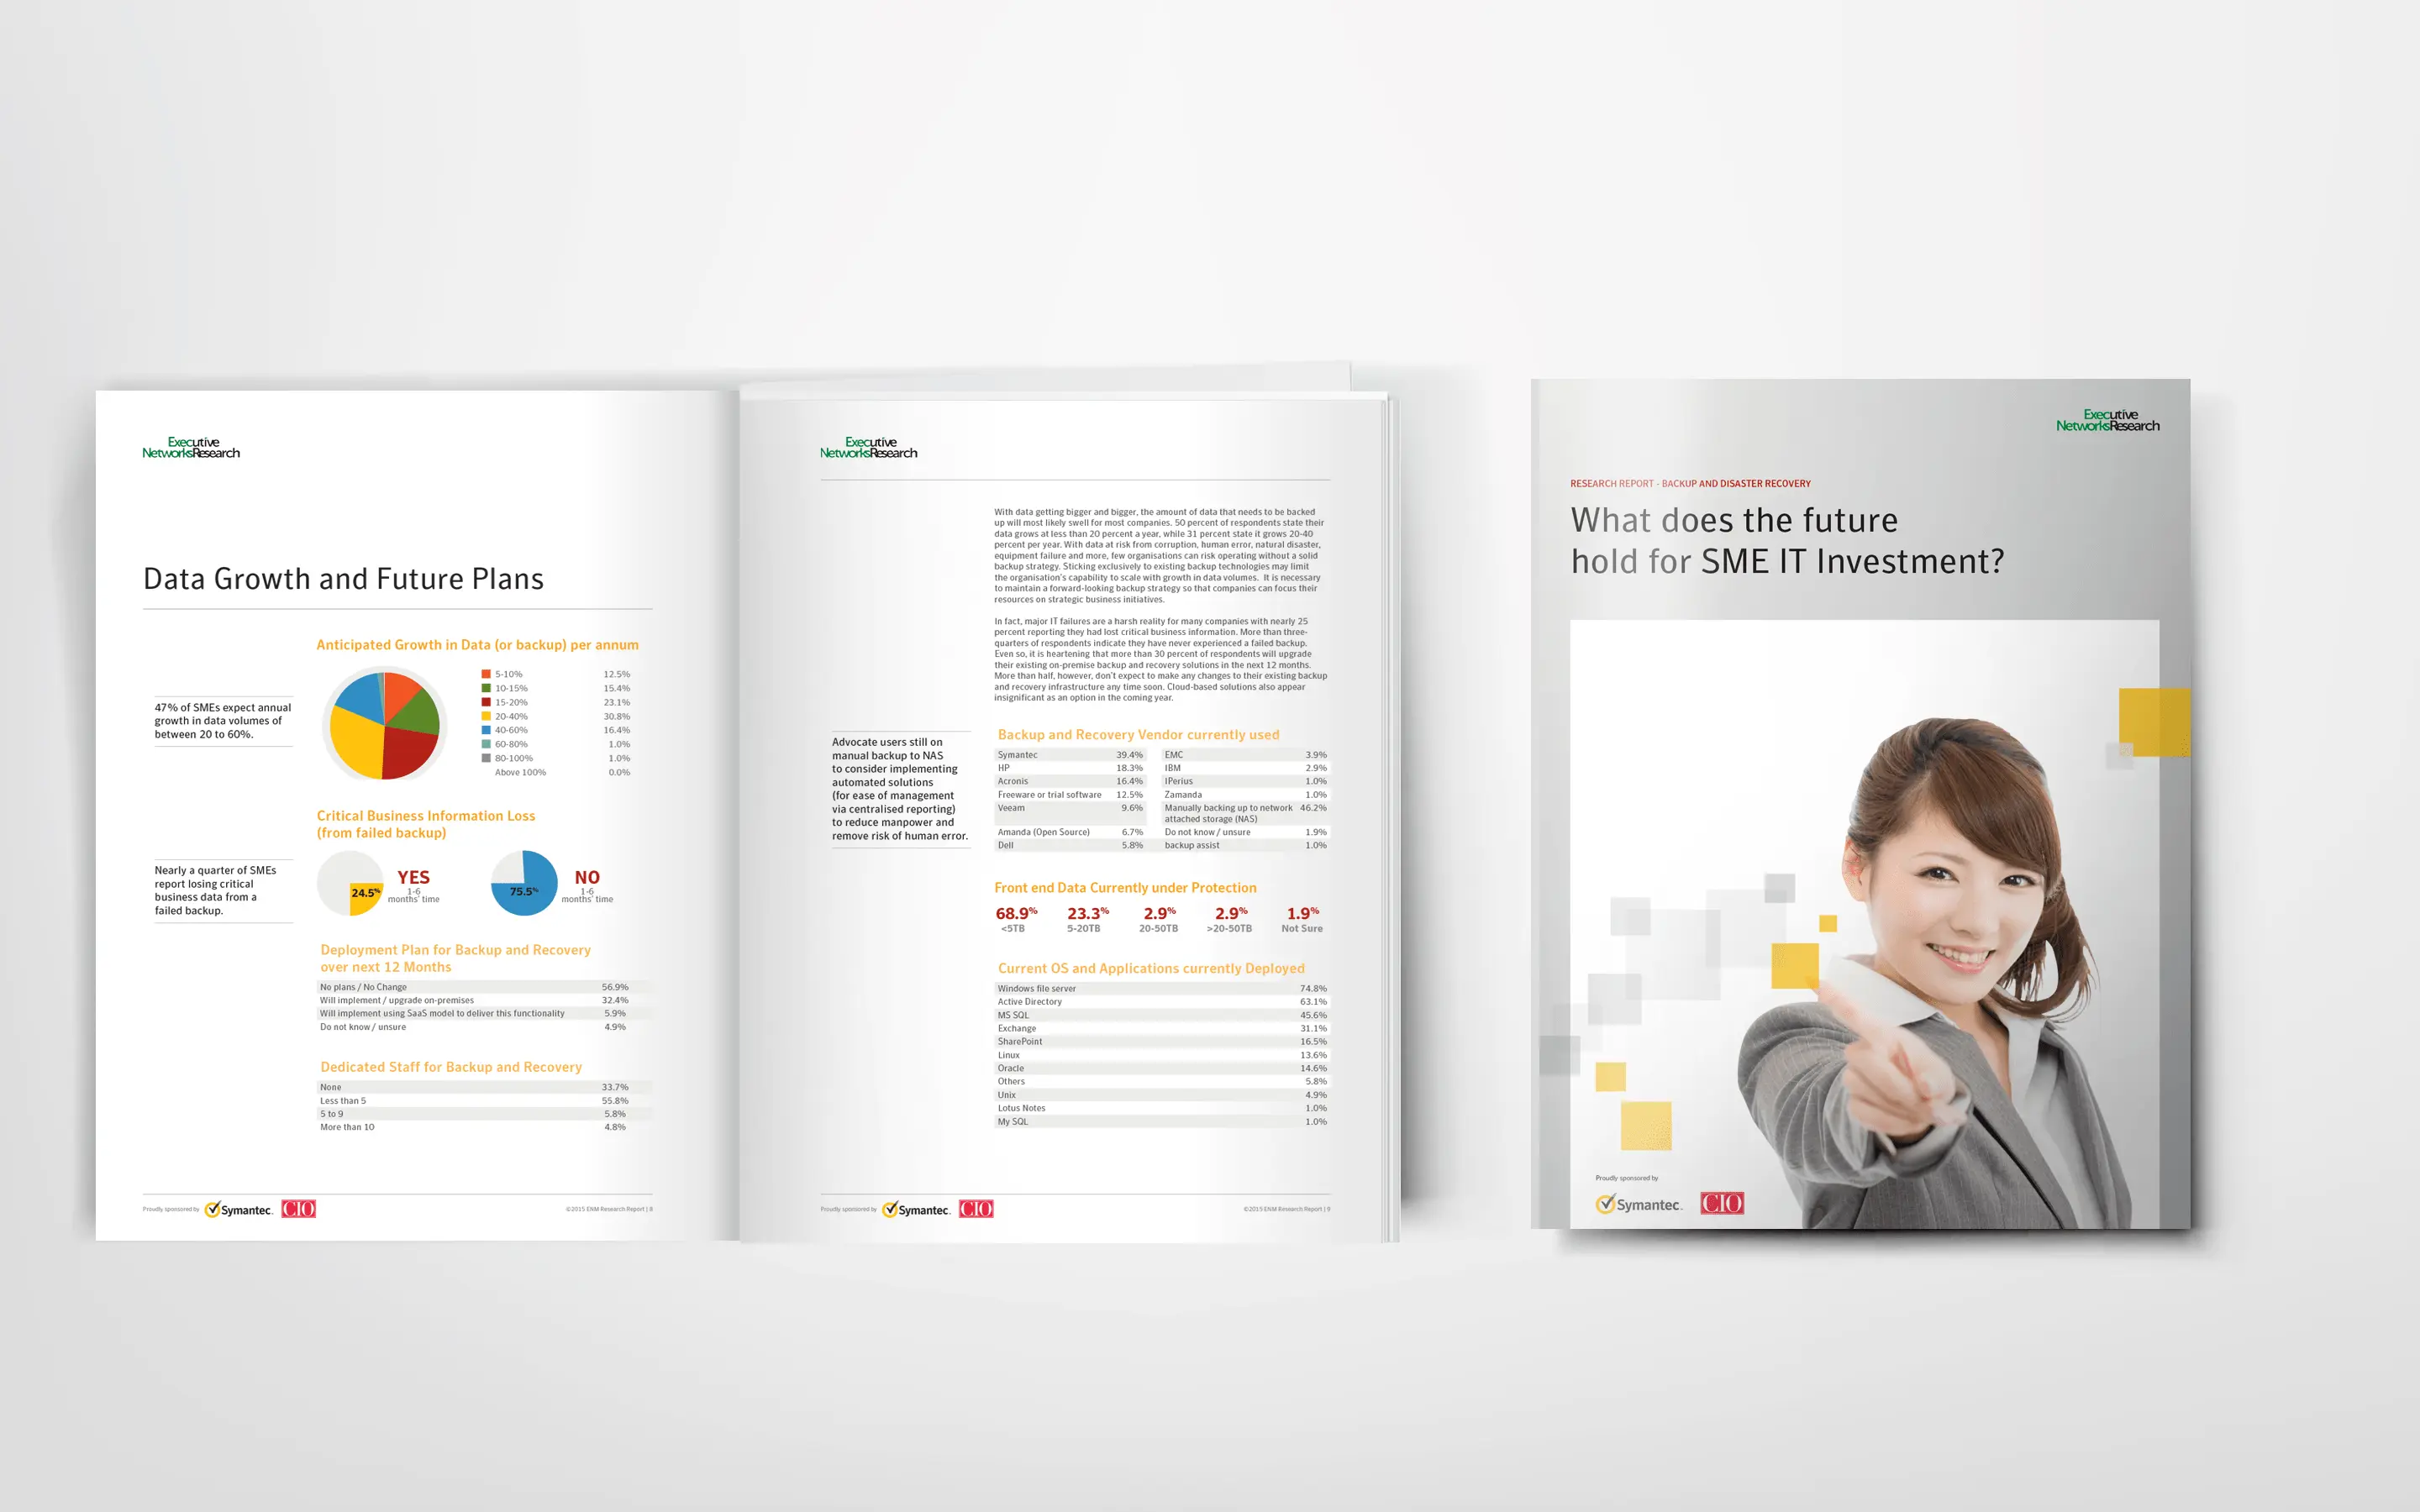 Executive
NetworksResearch
Data Growth and Future Plans
47% of SMEs expect annual
growth in data volumes of
between 20 to 60%.
Anticipated Growth in Data (or backup) per annum
5-10% 12.5%
10-15% 15.4%
15-20% 23.1%
20-40% 30.8%
40-60% 16.4%
60-80% 1.0%
80-100% 1.0%
Above 100% 0.0%
Nearly a quarter of SMEs
report losing critical
business data from a
failed backup.
Critical Business Information Loss
(from failed backup)
24.5%
YES
1-6
months' time
75.5%
NO
1-6
months' time
Deployment Plan for Backup and Recovery
over next 12 Months
No plans / No Change 56.9%
Will implement / upgrade on-premises 32.4%
Will implement using SaaS model to deliver this functionality 5.9%
Do not know / unsure 4.9%
Dedicated Staff for Backup and Recovery
None 33.7%
Less than 5 55.8%
5 to 9 5.8%
More than 10 4.8%
Proudly sponsored by Symantec. CIO ©2015 ENM Research Report | 8
Executive
NetworksResearch
With data getting bigger and bigger, the amount of data that needs to be backed
up will most likely swell for most companies. 50 percent of respondents state their
data grows at less than 20 percent a year, while 31 percent state it grows 20-40
percent per year. With data at risk from corruption, human error, natural disaster,
equipment failure and more, few organisations can risk operating without a solid
backup strategy. Sticking exclusively to existing backup technologies may limit
the organisation's capability to scale with growth in data volumes. It is necessary
to maintain a forward-looking backup strategy so that companies can focus their
resources on strategic business initiatives.
In fact, major IT failures are a harsh reality for many companies with nearly 25
percent reporting they had lost critical business information. More than three-
quarters of respondents indicate they have never experienced a failed backup.
Even so, it is heartening that more than 30 percent of respondents will upgrade
their existing on-premise backup and recovery solutions in the next 12 months.
More than half, however, don't expect to make any changes to their existing backup
and recovery infrastructure any time soon. Cloud-based solutions also appear
insignificant as an option in the coming year.
Advocate users still on
manual backup to NAS
to consider implementing
automated solutions
(for ease of management
via centralised reporting)
to reduce manpower and
remove risk of human error.
Backup and Recovery Vendor currently used
Symantec 39.4% EMC 3.9%
HP 18.3% IBM 2.9%
Acronis 16.4% IPerius 1.0%
Freeware or trial software 12.5% Zamanda 1.0%
Veeam 9.6% Manually backing up to network 46.2%
attached storage (NAS)
Amanda (Open Source) 6.7% Do not know / unsure 1.9%
Dell 5.8% backup assist 1.0%
Front end Data Currently under Protection
68.9% 23.3% 2.9% 2.9% 1.9%
<5TB 5-20TB 20-50TB >20-50TB Not Sure
Current OS and Applications currently Deployed
Windows file server 74.8%
Active Directory 63.1%
MS SQL 45.6%
Exchange 31.1%
SharePoint 16.5%
Linux 13.6%
Oracle 14.6%
Others 5.8%
Unix 4.9%
Lotus Notes 1.0%
My SQL 1.0%
Proudly sponsored by Symantec. CIO ©2015 ENM Research Report | 9
Executive
NetworksResearch
RESEARCH REPORT - BACKUP AND DISASTER RECOVERY
What does the future
hold for SME IT Investment?
Proudly sponsored by
Symantec. CIO